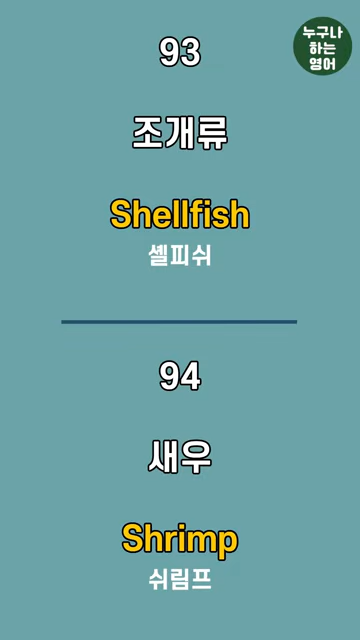 93
누구나
하는
영어
조개류
Shellfish
셸피쉬
94
새우
Shrimp
쉬림프